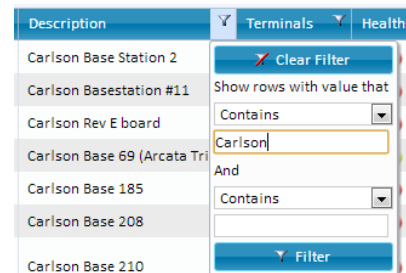 Description Terminals Health
Carlson Base Station 2
Carlson Basestation #11
Carlson Rev E board
Carlson Base 69 (Arcata Tri
Carlson Base 185
Carlson Base 208
Carlson Base 210
Clear Filter
Show rows with value that
Contains
Carlson
And
Contains
Filter